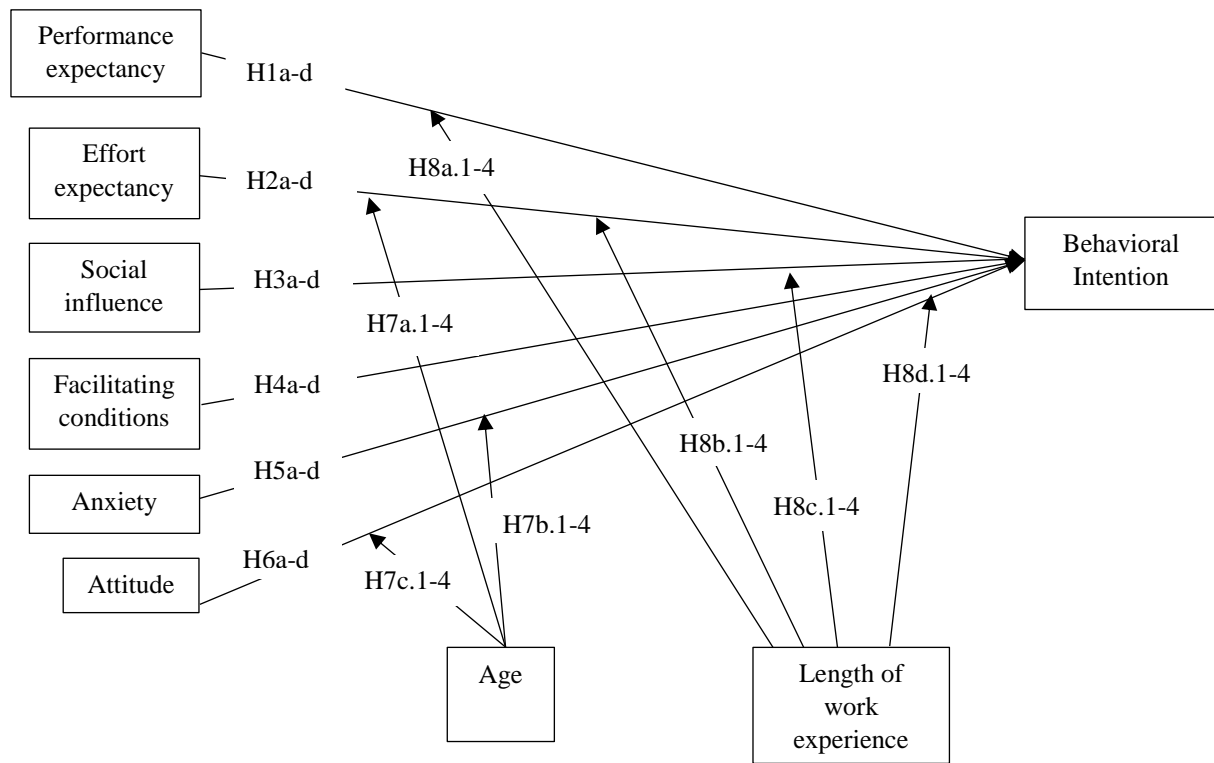 Performance
expectancy
H1a-d
Effort
expectancy
H2a-d
H8a.1-4
Social
influence
H3a-d
Behavioral
Intention
H7a.1-4
Facilitating
conditions
H4a-d
H8d.1-4
H8b.1-4
Anxiety
H5a-d
H8c.1-4
H7b.1-4
Attitude
H6a-d
H7c.1-4
Age
Length of
work
experience